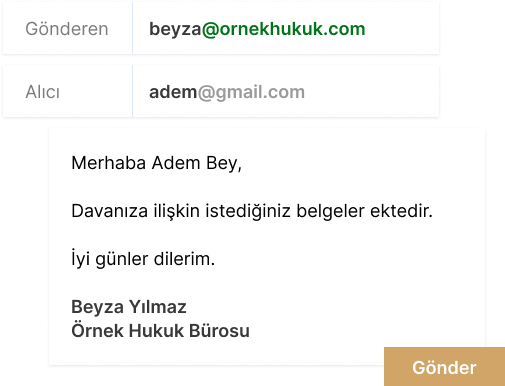 Gönderen beyza@ornekhukuk.com
Alıcı adem@gmail.com
Merhaba Adem Bey,
Davanıza ilişkin istediğiniz belgeler ektedir.
İyi günler dilerim.
Beyza Yılmaz
Örnek Hukuk Bürosu
Gönder